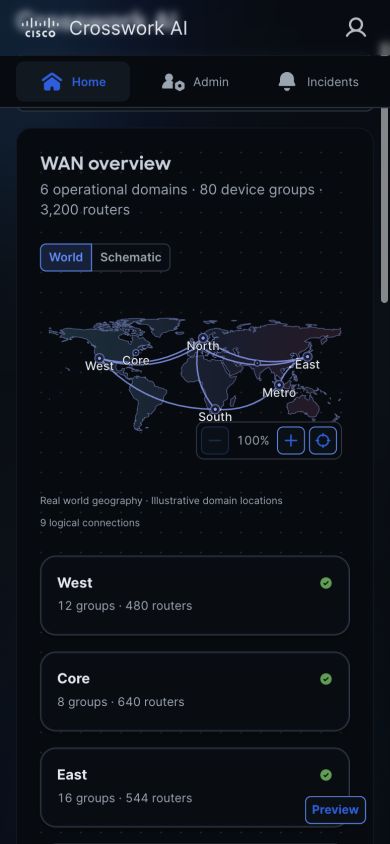 CISCO Crosswork AI
Home Admin Incidents
WAN overview
6 operational domains · 80 device groups ·
3,200 routers
World Schematic
North
West Core East
Metro
South
100%
Real world geography · Illustrative domain locations
9 logical connections
West
12 groups · 480 routers
Core
8 groups · 640 routers
East
16 groups · 544 routers
Preview